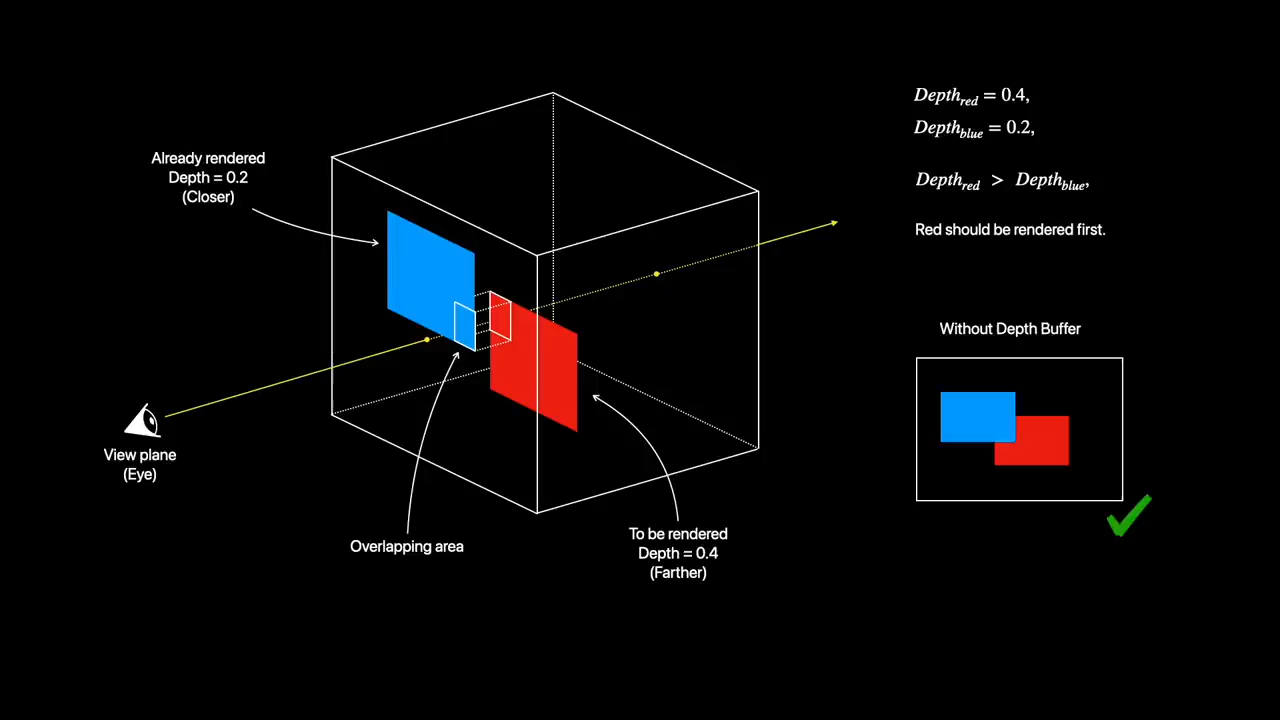 Already rendered
Depth = 0.2
(Closer)
View plane
(Eye)
Overlapping area
To be rendered
Depth = 0.4
(Farther)
Depth_red = 0.4,
Depth_blue = 0.2,
Depth_red > Depth_blue,
Red should be rendered first.
Without Depth Buffer